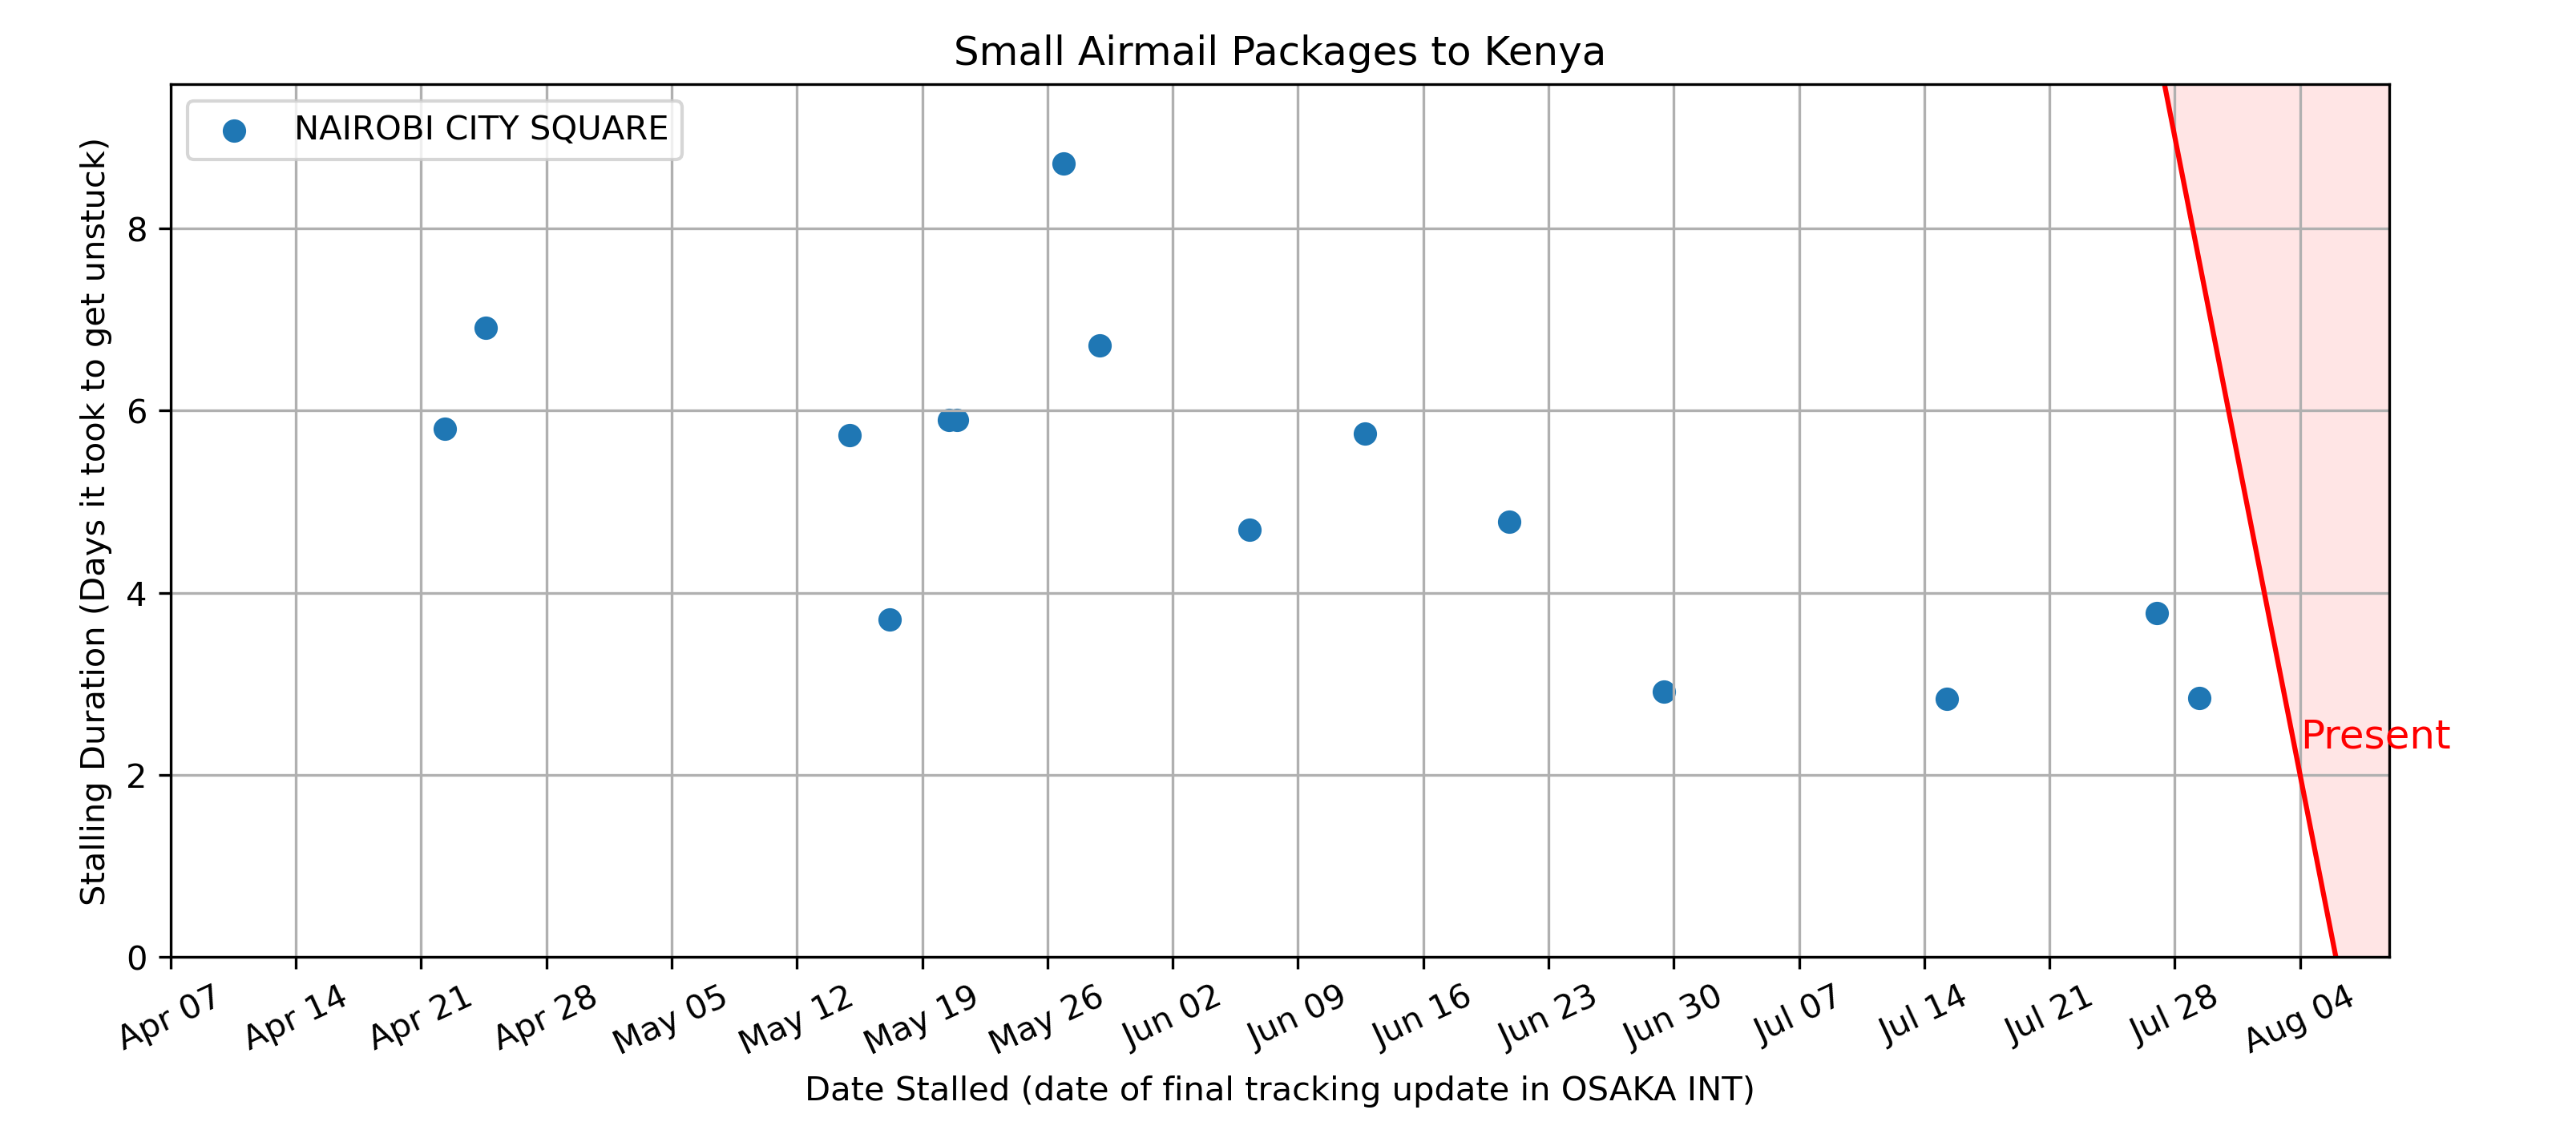 Small Airmail Packages to Kenya
NAIROBI CITY SQUARE
Stalling Duration (Days it took to get unstuck)
8
6
4
2
0
Present
Apr 07
Apr 14
Apr 21
Apr 28
May 05
May 12
May 19
May 26
Jun 02
Jun 09
Jun 16
Jun 23
Jun 30
Jul 07
Jul 14
Jul 21
Jul 28
Aug 04
Date Stalled (date of final tracking update in OSAKA INT)